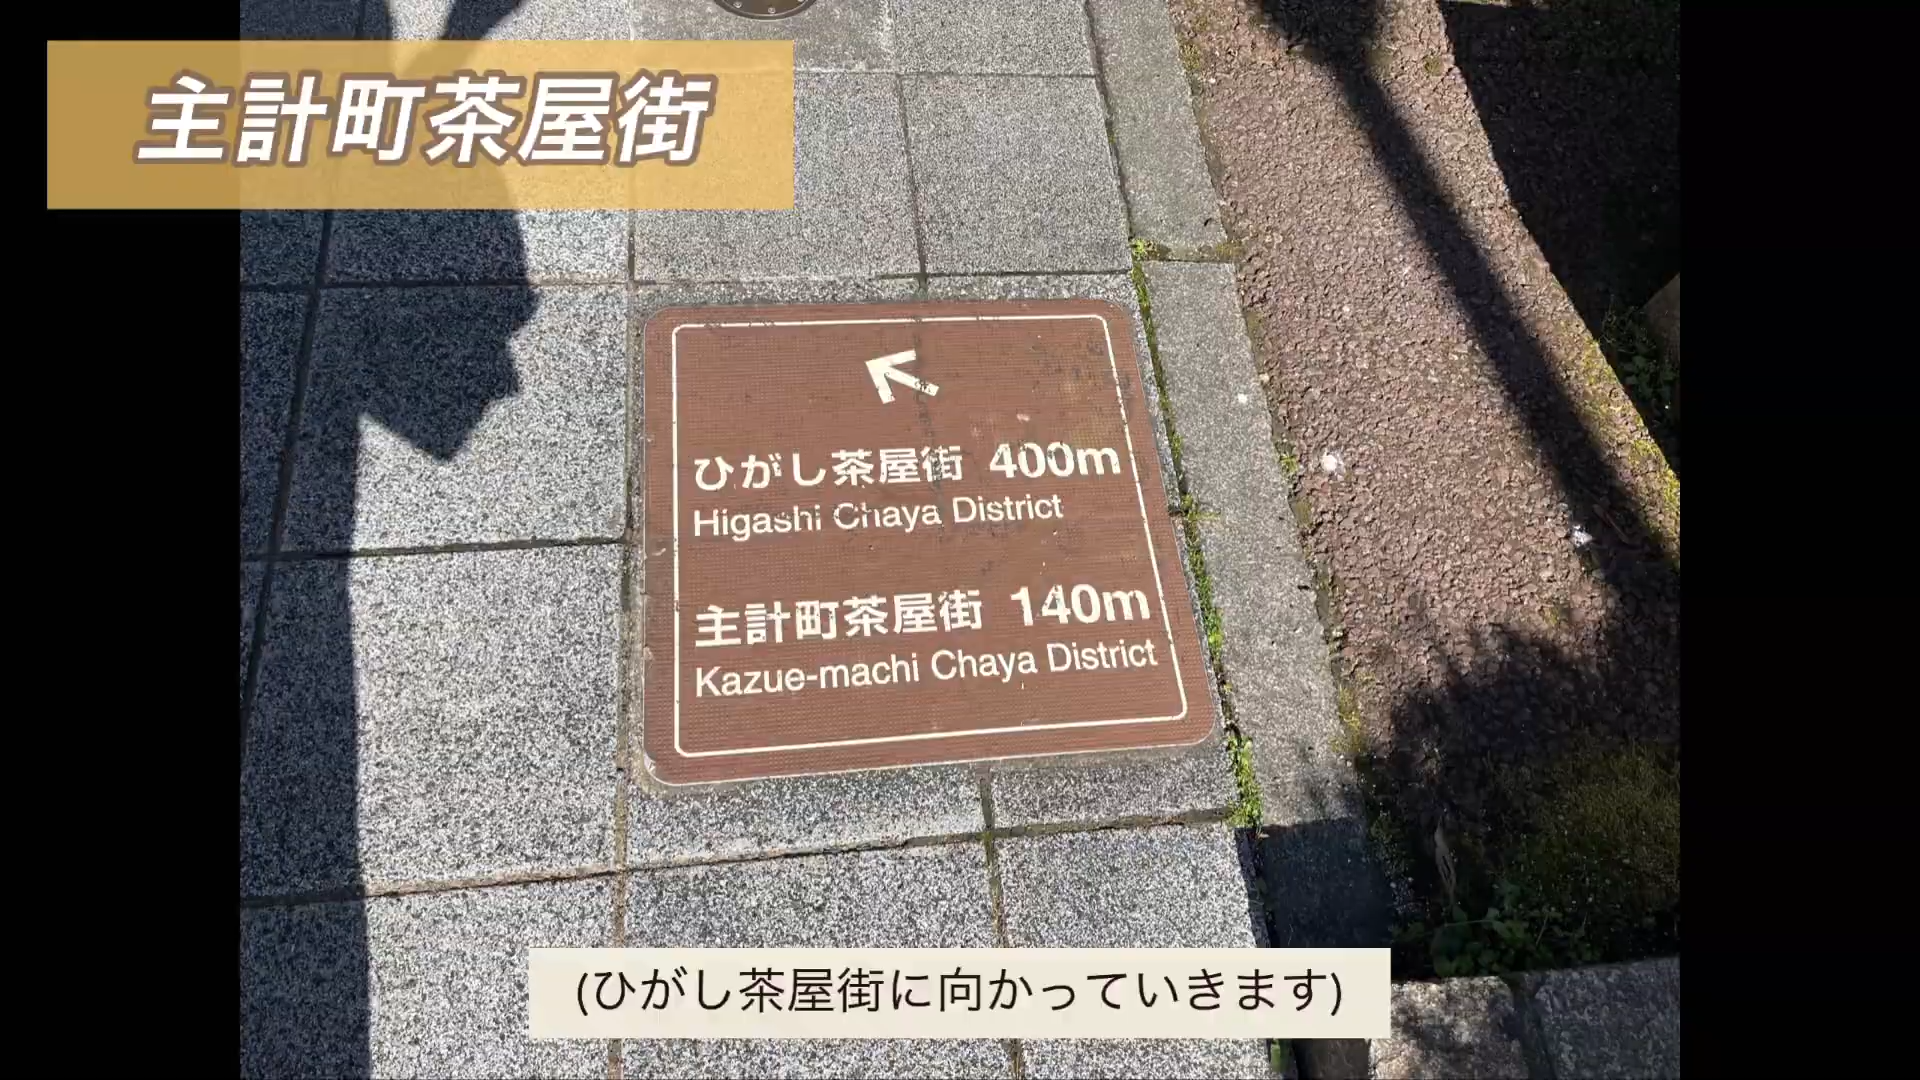 主計町茶屋街
ひがし茶屋街 400m
Higashi Chaya District
主計町茶屋街 140m
Kazue-machi Chaya District
(ひがし茶屋街に向かっていきます)